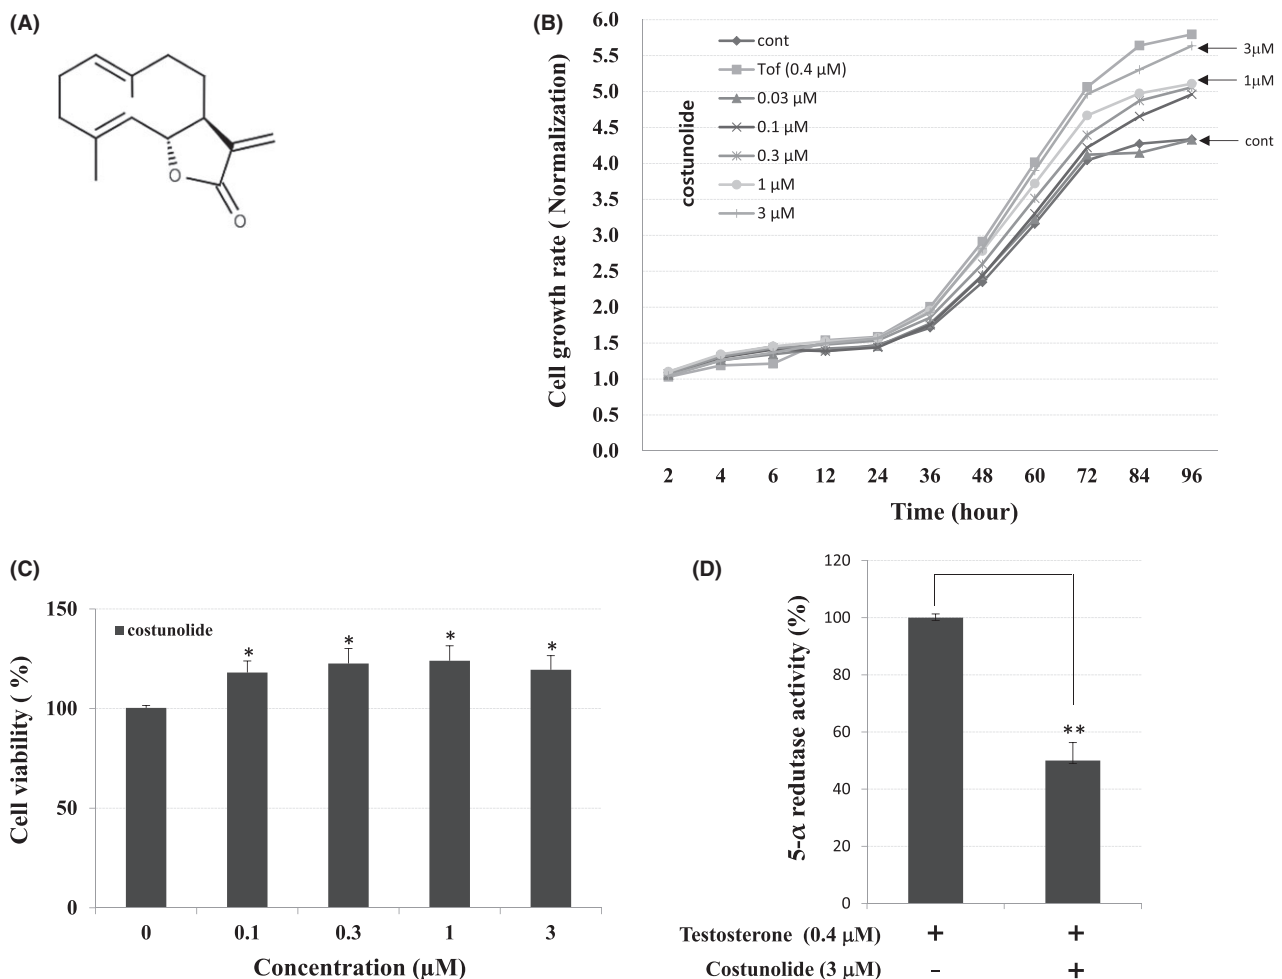 (A)
O
O
(B)
6.0
5.5
5.0
4.5
4.0
3.5
3.0
2.5
2.0
1.5
1.0
0.5
0.0
Cell growth rate ( Normalization)
cont
Tof (0.4 µM)
0.03 µM
0.1 µM
0.3 µM
1 µM
3 µM
costunolide
3µM
1µM
cont
2 4 6 12 24 36 48 60 72 84 96
Time (hour)
(C)
150
100
50
0
Cell viability ( %)
costunolide
* * * *
0 0.1 0.3 1 3
Concentration (µM)
(D)
120
100
80
60
40
20
0
5-α redutase activity (%)
**
Testosterone (0.4 µM) + +
Costunolide (3 µM) - +